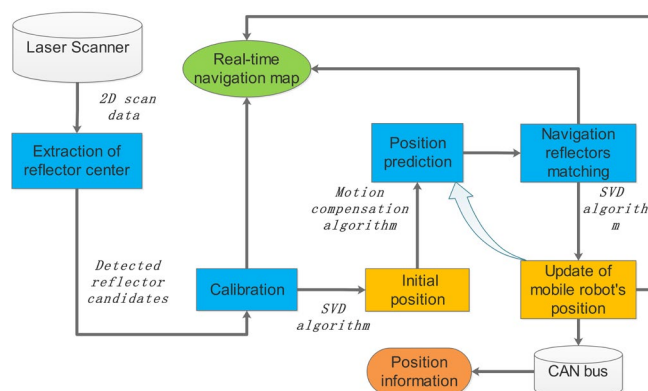 Laser Scanner
2D scan
data
Extraction of
reflector center
Detected
reflector
candidates
Real-time
navigation map
Calibration
SVD
algorithm
Initial
position
Motion
compensation
algorithm
Position
prediction
Navigation
reflectors
matching
SVD
algorith
m
Update of
mobile robot's
position
CAN bus
Position
information